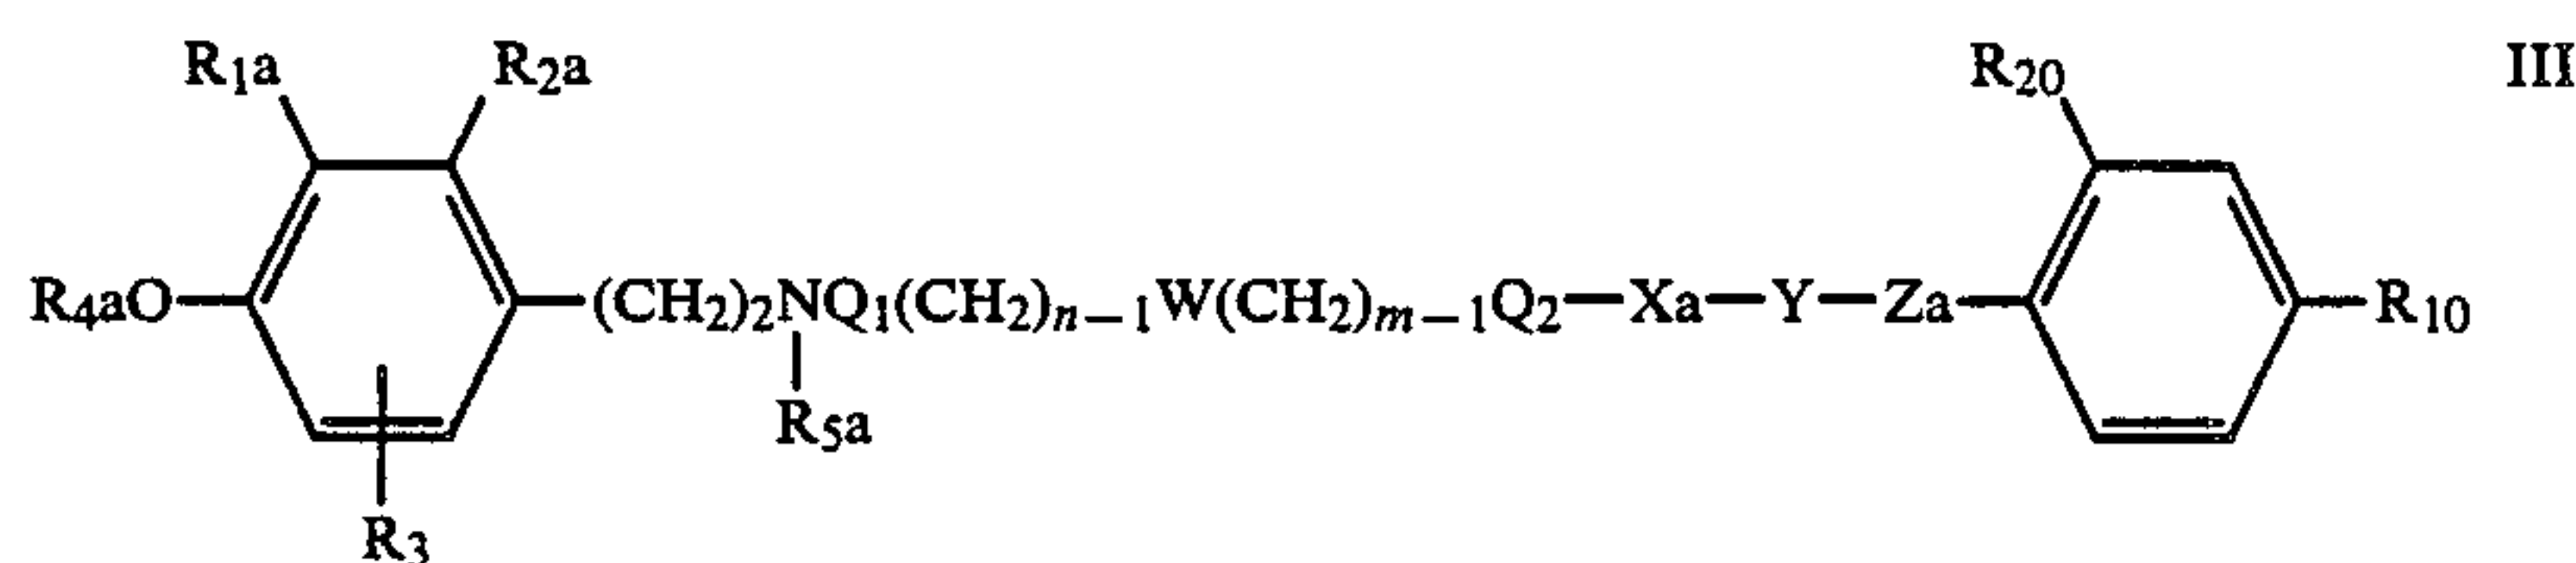 R₁a R₂a R₂₀ III
R₄aO (CH₂)₂NQ₁(CH₂)ₙ₋₁W(CH₂)ₘ₋₁Q₂—Xa—Y—Za R₁₀
R₅a
R₃